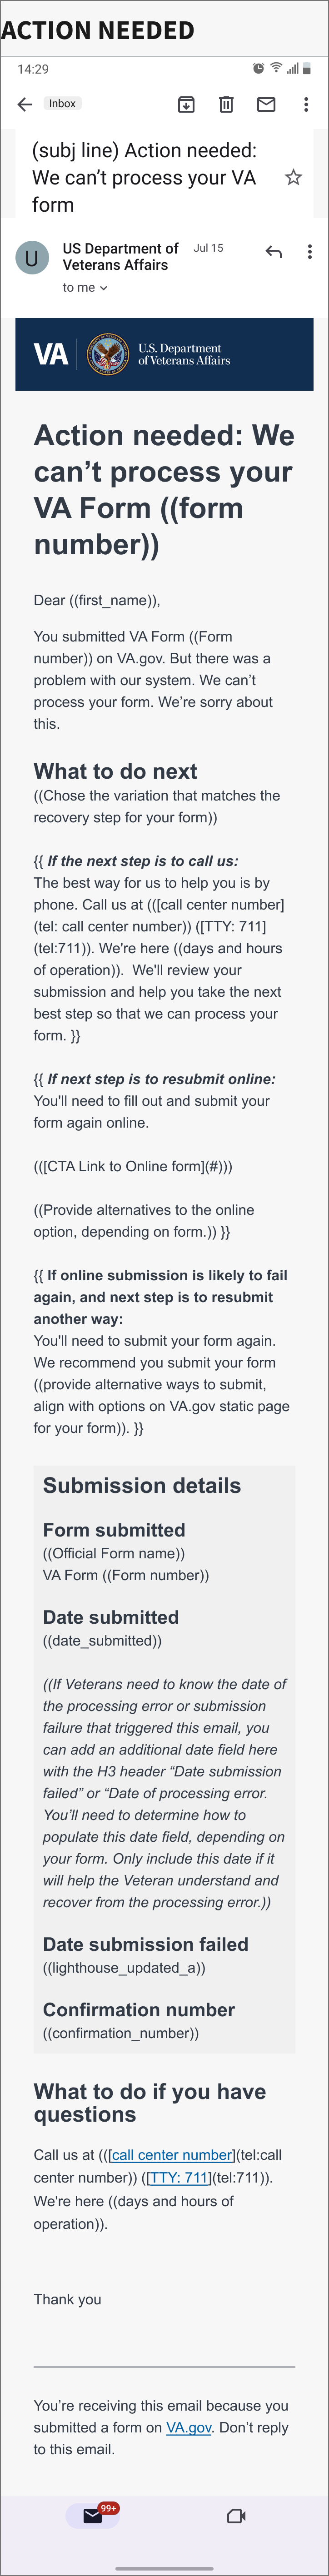 ACTION NEEDED
14:29
Inbox
(subj line) Action needed:
We can’t process your VA
form
U
US Department of
Veterans Affairs
Jul 15
to me
VA
U.S. Department
of Veterans Affairs
Action needed: We
can’t process your
VA Form ((form
number))
Dear ((first_name)),
You submitted VA Form ((Form
number)) on VA.gov. But there was a
problem with our system. We can’t
process your form. We’re sorry about
this.
What to do next
((Chose the variation that matches the
recovery step for your form))
{{ If the next step is to call us:
The best way for us to help you is by
phone. Call us at (([call center number]
(tel: call center number)) ([TTY: 711]
(tel:711)). We're here ((days and hours
of operation)).  We'll review your
submission and help you take the next
best step so that we can process your
form. }}
{{ If next step is to resubmit online:
You'll need to fill out and submit your
form again online.
(([CTA Link to Online form](#)))
((Provide alternatives to the online
option, depending on form.)) }}
{{ If online submission is likely to fail
again, and next step is to resubmit
another way:
You'll need to submit your form again.
We recommend you submit your form
((provide alternative ways to submit,
align with options on VA.gov static page
for your form)). }}
Submission details
Form submitted
((Official Form name))
VA Form ((Form number))
Date submitted
((date_submitted))
((If Veterans need to know the date of
the processing error or submission
failure that triggered this email, you
can add an additional date field here
with the H3 header “Date submission
failed” or “Date of processing error.
You’ll need to determine how to
populate this date field, depending on
your form. Only include this date if it
will help the Veteran understand and
recover from the processing error.))
Date submission failed
((lighthouse_updated_a))
Confirmation number
((confirmation_number))
What to do if you have
questions
Call us at (([call center number](tel:call
center number)) ([TTY: 711](tel:711)).
We're here ((days and hours of
operation)).
Thank you
You’re receiving this email because you
submitted a form on VA.gov. Don’t reply
to this email.
99+